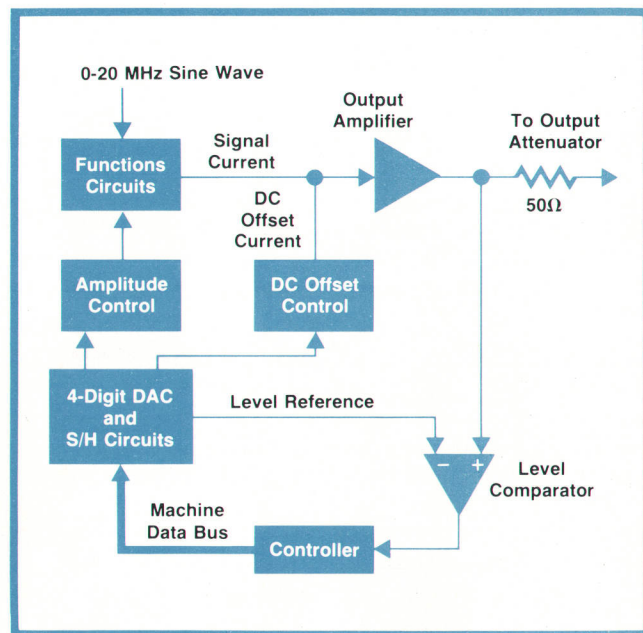 0-20 MHz Sine Wave
Output
Amplifier
To Output
Attenuator
Functions
Circuits
Signal
Current
50Ω
DC
Offset
Current
Amplitude
Control
DC Offset
Control
4-Digit DAC
and
S/H Circuits
Level Reference
− +
Level
Comparator
Machine
Data Bus
Controller